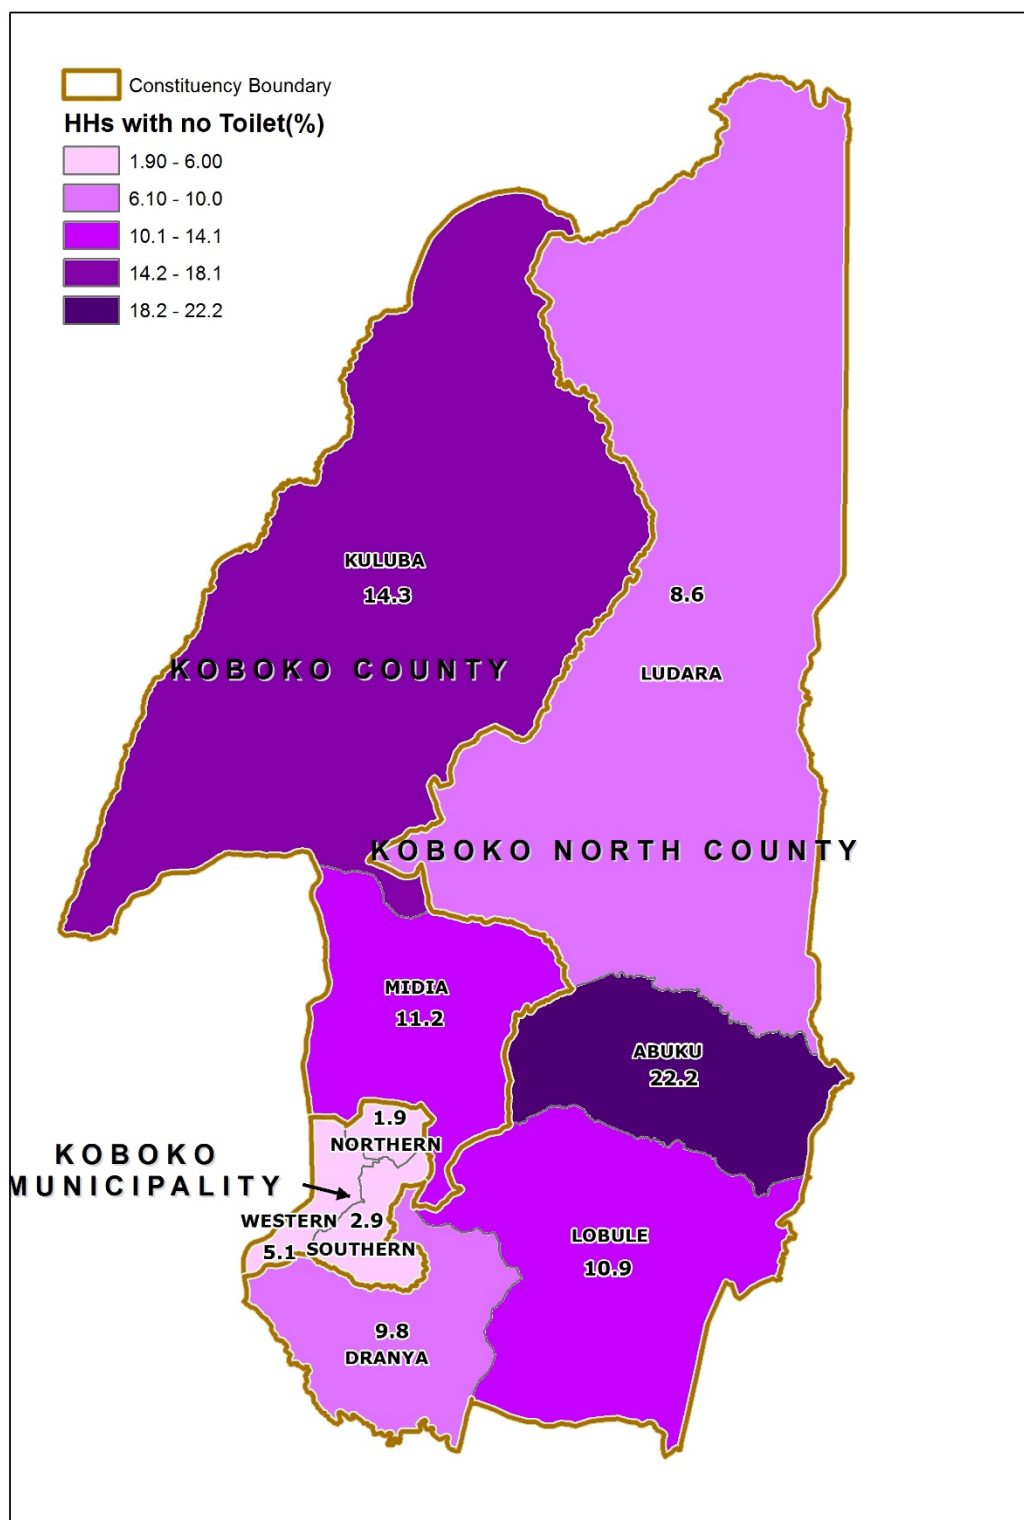 Constituency Boundary
HHs with no Toilet(%)
1.90 - 6.00
6.10 - 10.0
10.1 - 14.1
14.2 - 18.1
18.2 - 22.2
KULUBA
14.3
8.6
KOBOKO COUNTY
LUDARA
KOBOKO NORTH COUNTY
MIDIA
11.2
ABUKU
22.2
1.9
NORTHERN
KOBOKO
MUNICIPALITY
WESTERN
2.9
5.1
SOUTHERN
LOBULE
10.9
9.8
DRANYA